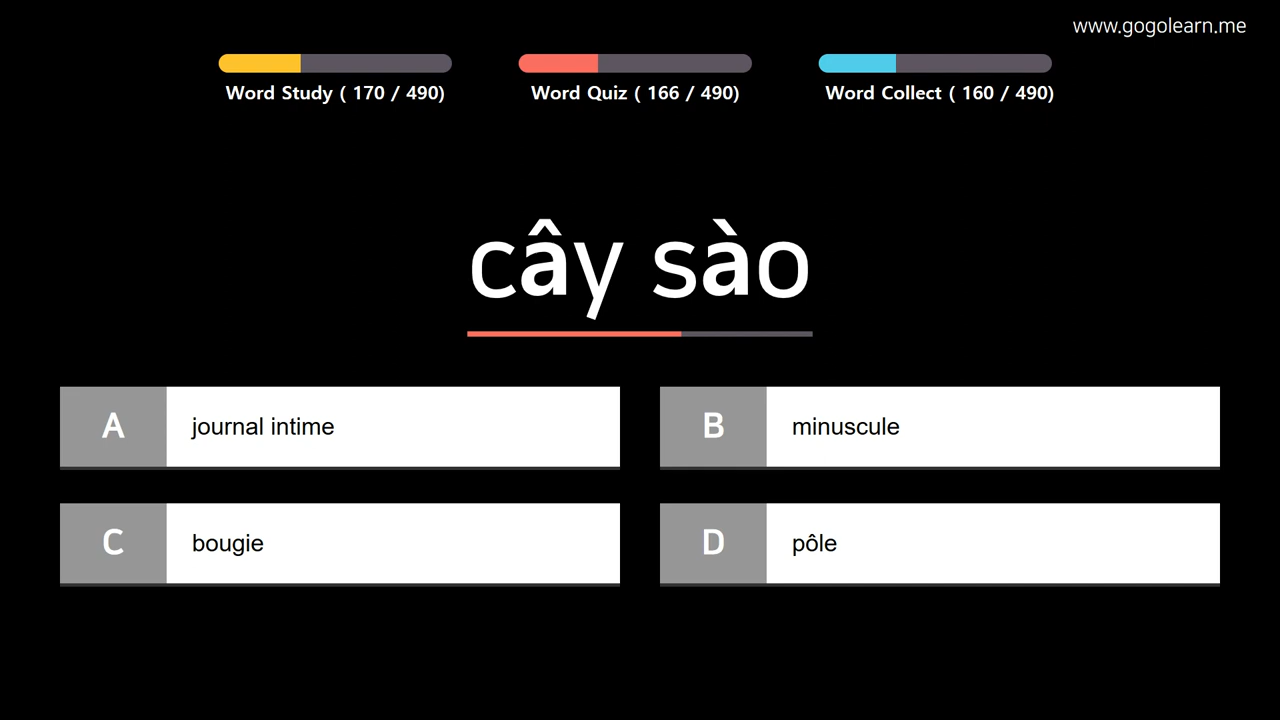 www.gogolearn.me
Word Study ( 170 / 490)
Word Quiz ( 166 / 490)
Word Collect ( 160 / 490)
cây sào
A journal intime
B minuscule
C bougie
D pôle